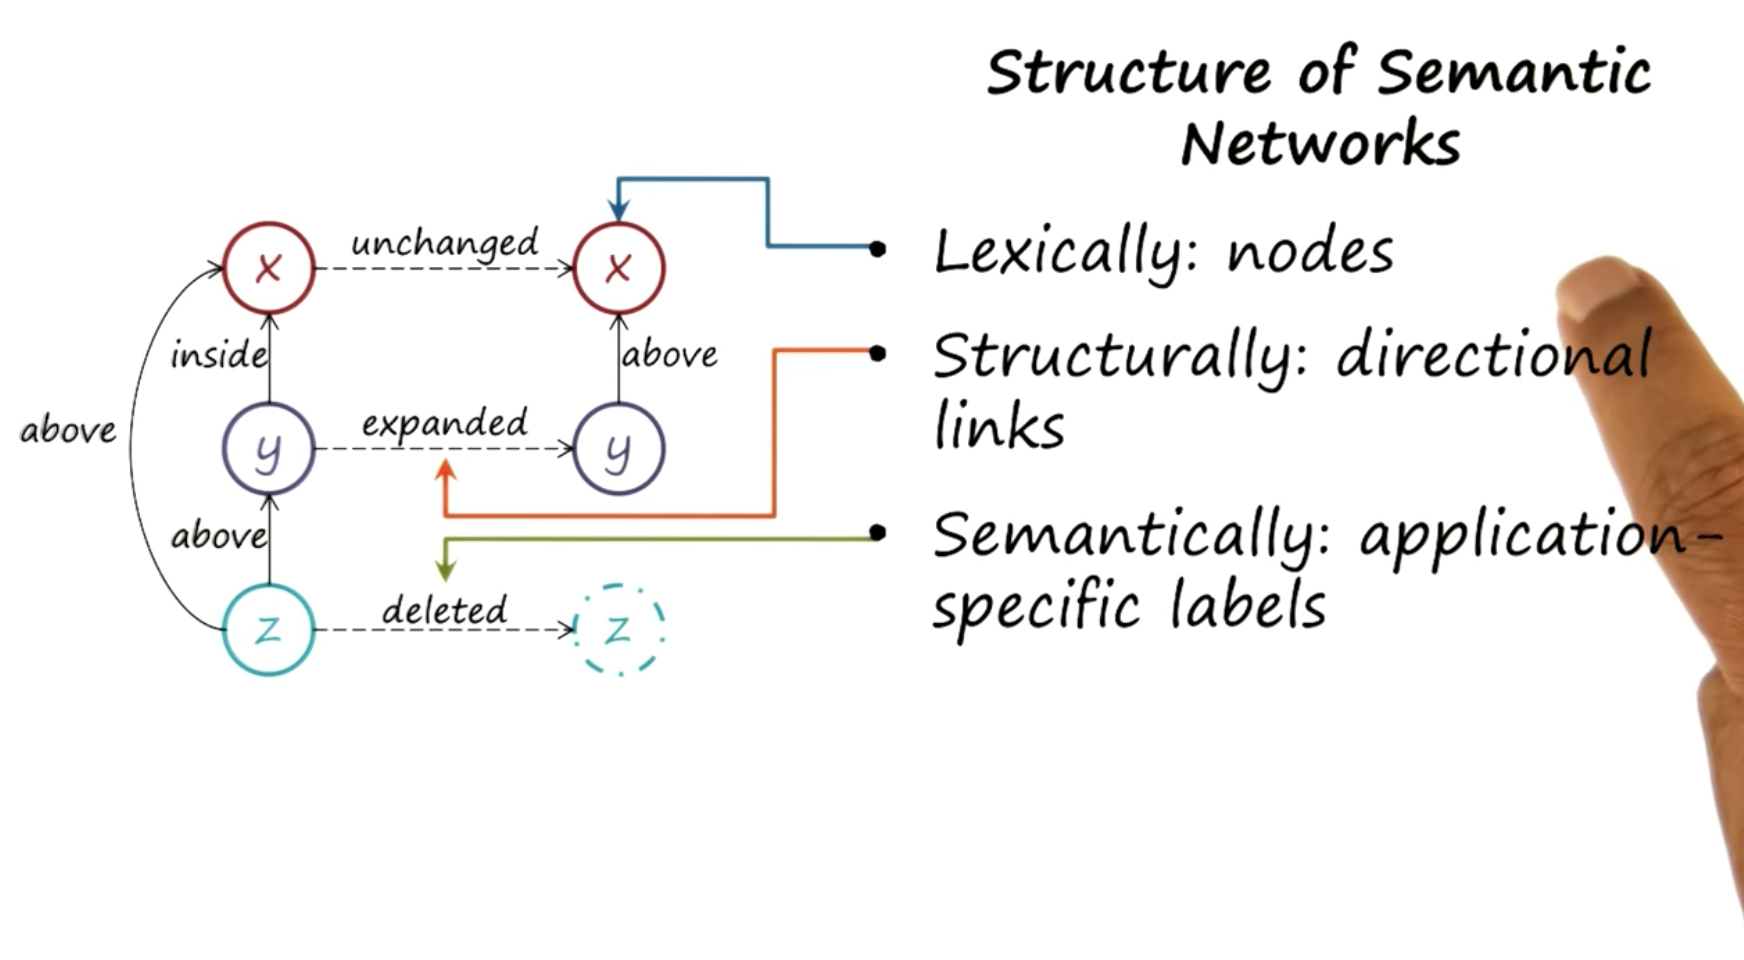 Structure of Semantic
Networks
x
unchanged
x
inside
above
above
y
expanded
y
above
z
deleted
z
Lexically: nodes
Structurally: directional
links
Semantically: application-
specific labels